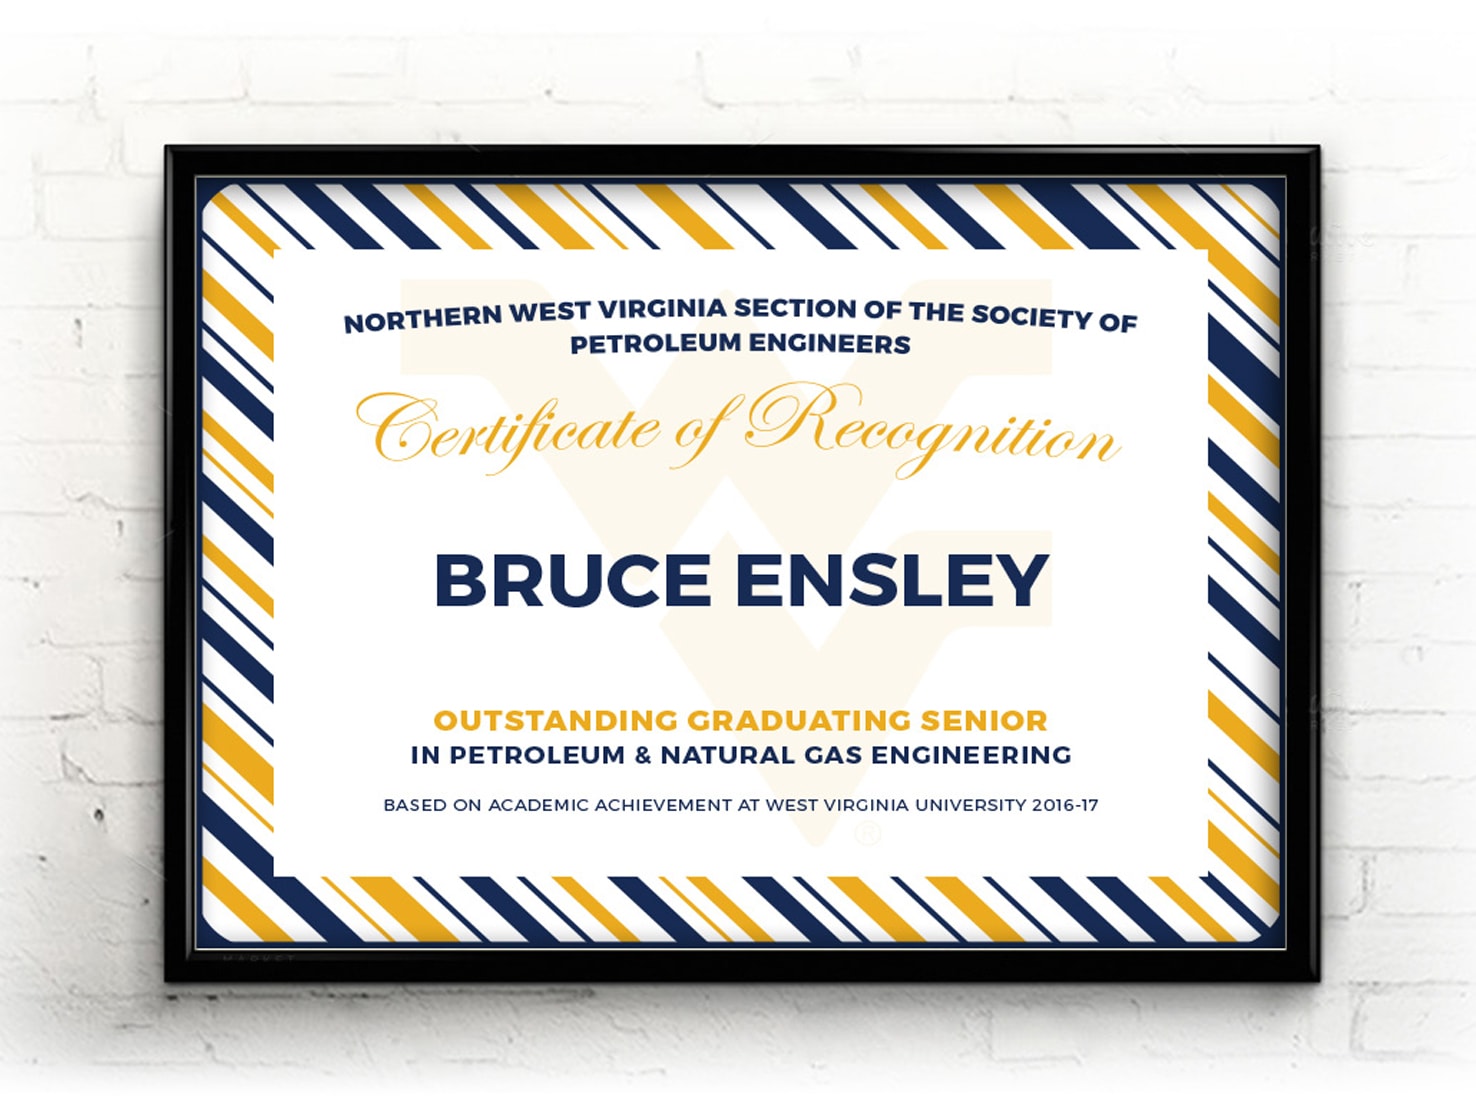 NORTHERN WEST VIRGINIA SECTION OF THE SOCIETY OF
PETROLEUM ENGINEERS
Certificate of Recognition
BRUCE ENSLEY
OUTSTANDING GRADUATING SENIOR
IN PETROLEUM & NATURAL GAS ENGINEERING
BASED ON ACADEMIC ACHIEVEMENT AT WEST VIRGINIA UNIVERSITY 2016-17
®
MARKET